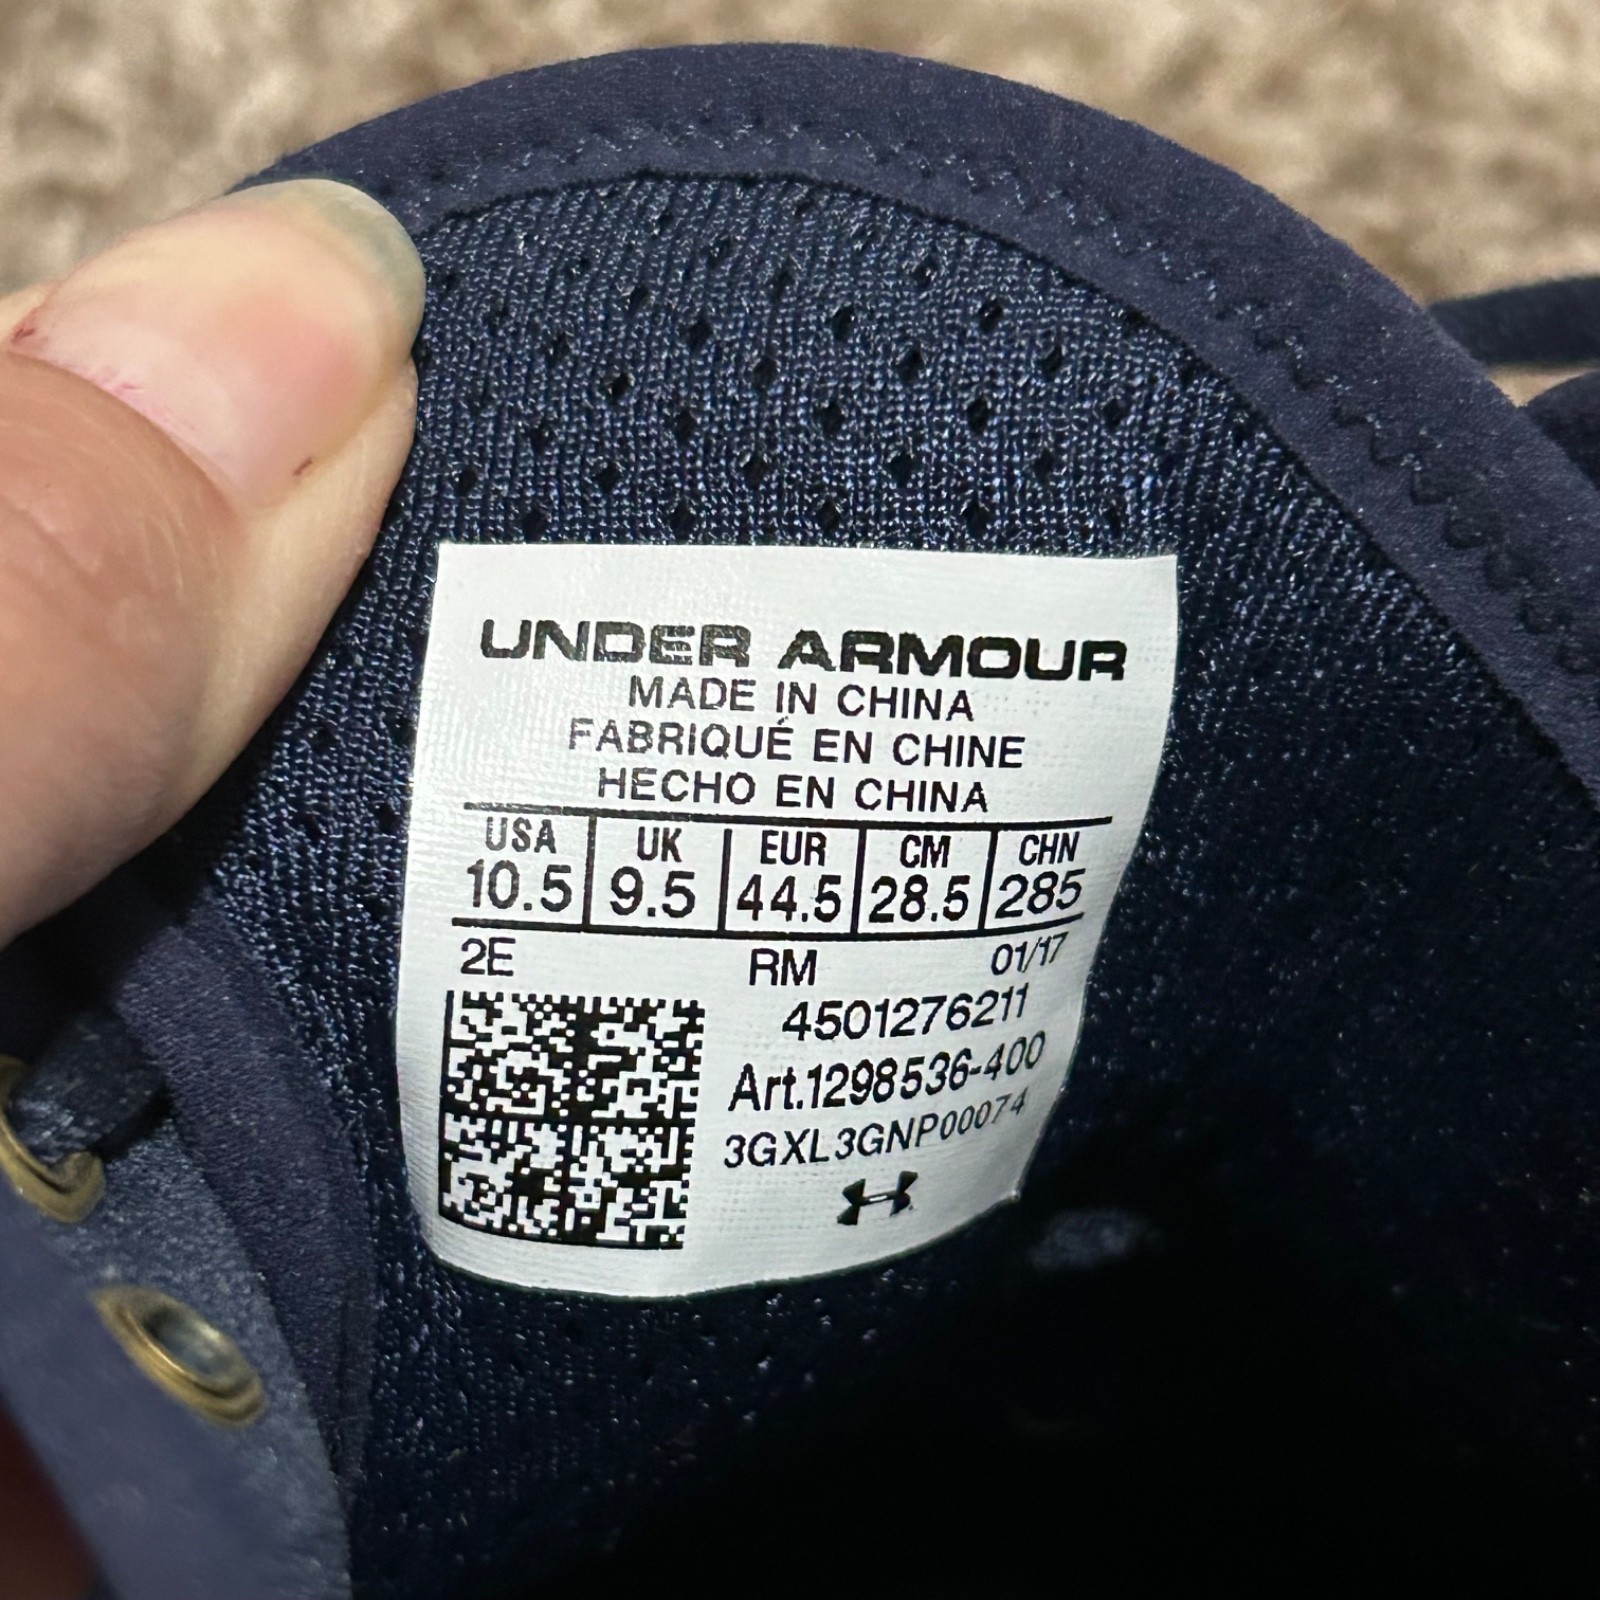 UNDER ARMOUR
MADE IN CHINA
FABRIQUÉ EN CHINE
HECHO EN CHINA
USA UK EUR CM CHN
10.5 9.5 44.5 28.5 285
2E RM 01/17
4501276211
Art.1298536-400
3GXL3GNP00074